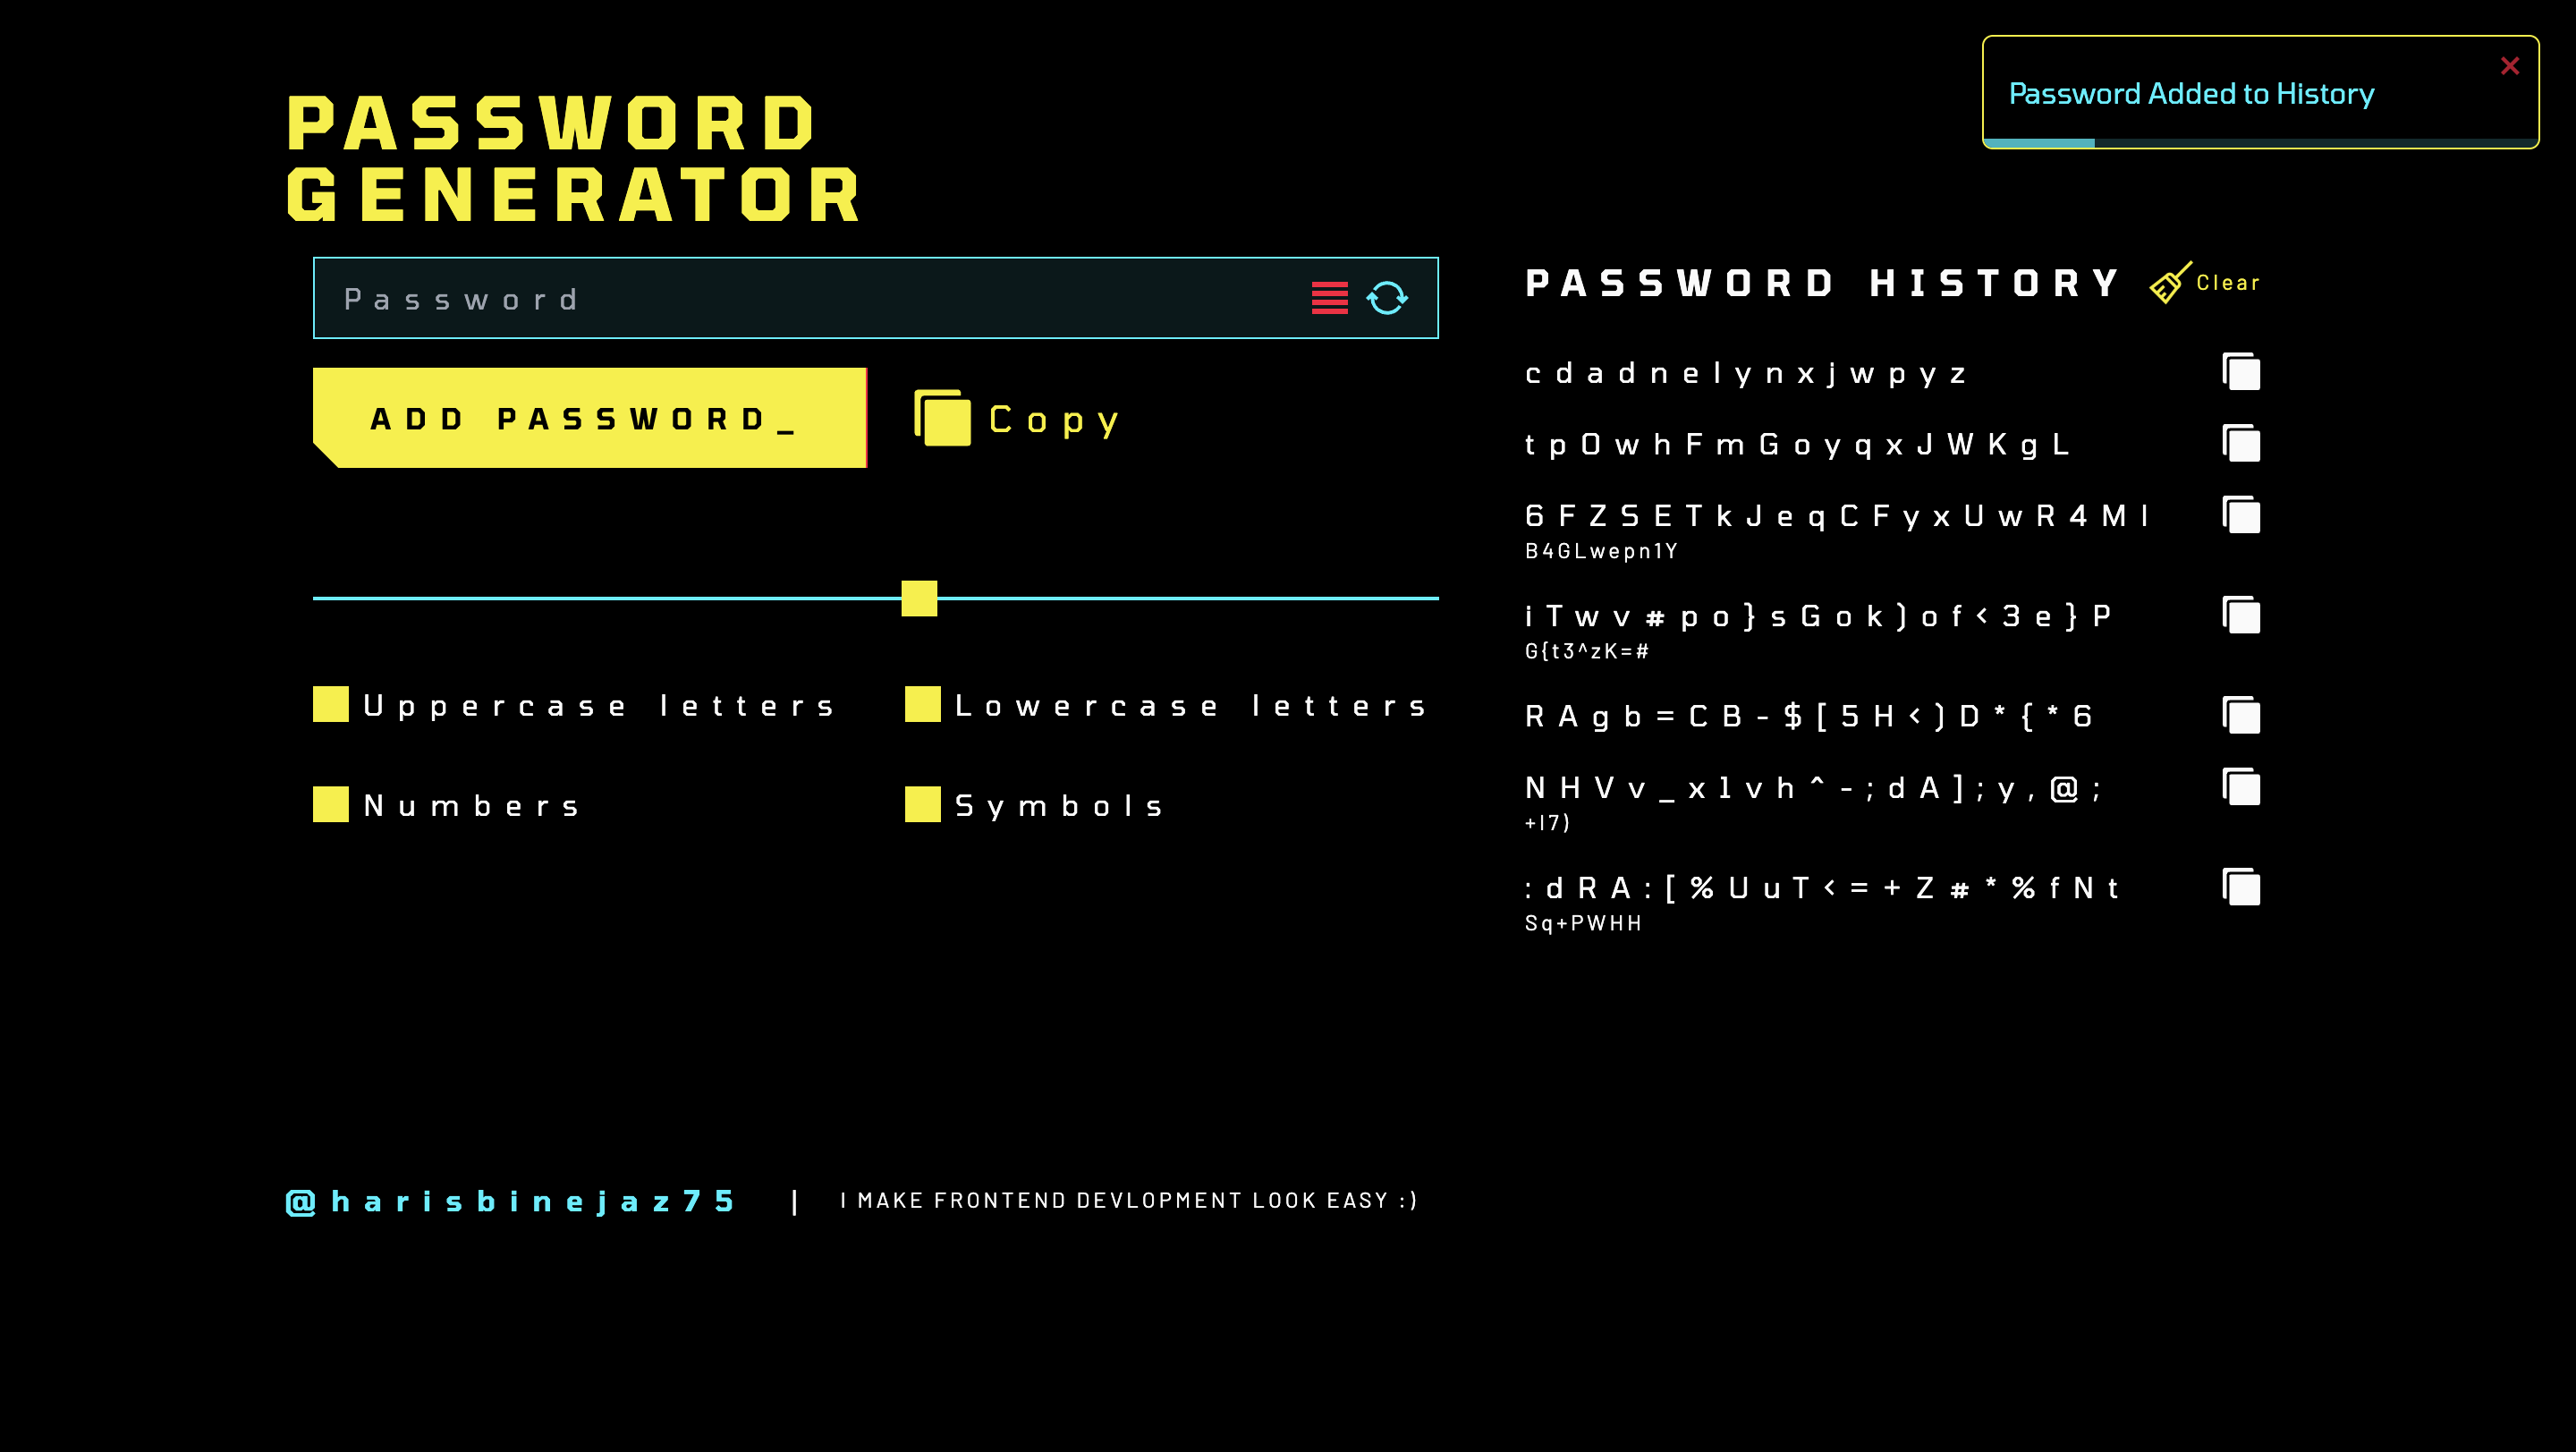 Password Added to History
PASSWORD
GENERATOR
Password
ADD PASSWORD_
Copy
Uppercase letters
Lowercase letters
Numbers
Symbols
PASSWORD HISTORY
Clear
cdadnelynxjwpyz
tpOwhFmGoyqxJWKgL
6FZSETkJeqCFyxUwR4Ml
B4GLwepn1Y
iTwv#po}sGok)of<3e}P
G{t3^zK=#
RAgb=CB-$[5H<)D*{*6
NHVv_x1vh^-;dA];y,@;
+I7)
:dRA:[%UuT<=+Z#*%fNt
Sq+PWHH
@harisbinejaz75 | I MAKE FRONTEND DEVLOPMENT LOOK EASY :)